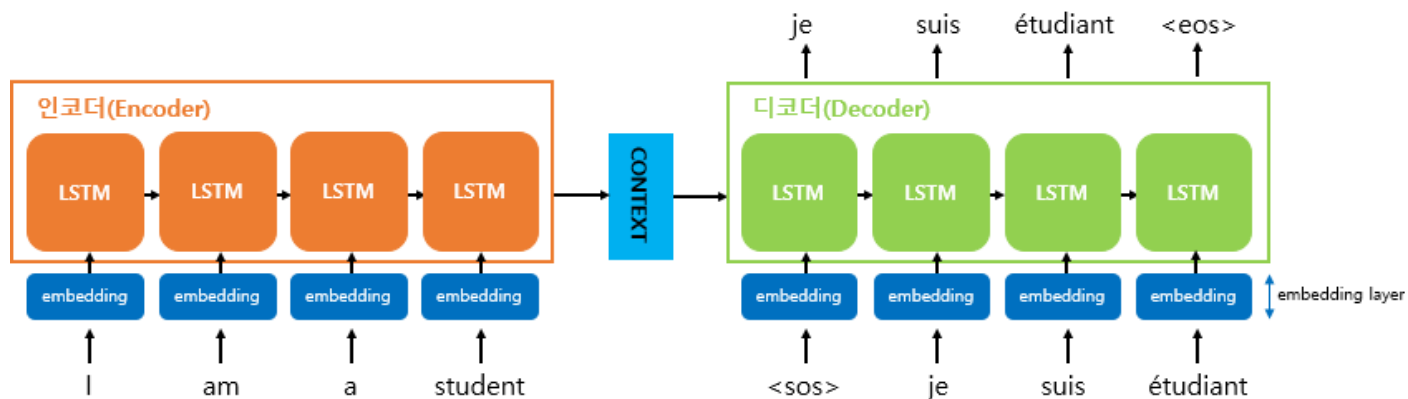 je suis étudiant <eos>
인코더(Encoder)
디코더(Decoder)
LSTM LSTM LSTM LSTM
CONTEXT
LSTM LSTM LSTM LSTM
embedding embedding embedding embedding
embedding embedding embedding embedding
embedding layer
I am a student
<sos> je suis étudiant